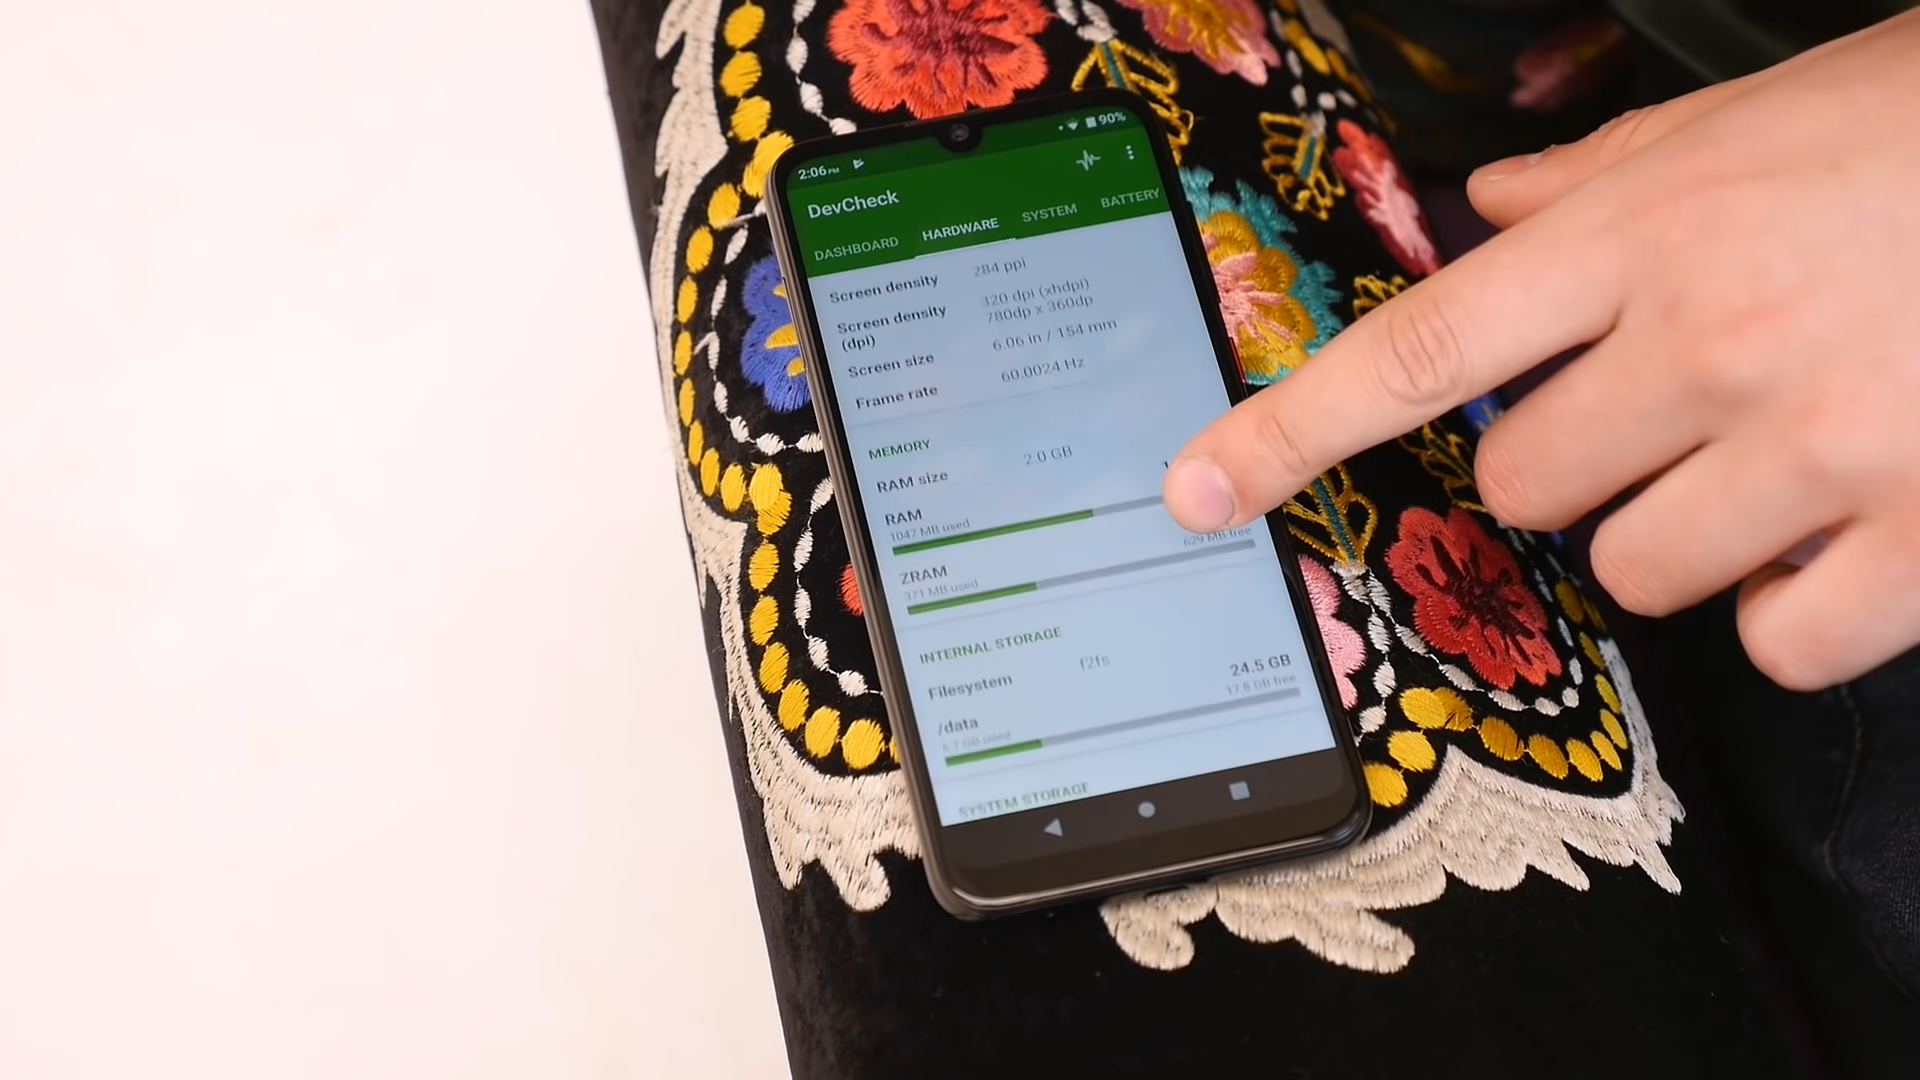 2:06 PM 90%
DevCheck
DASHBOARD HARDWARE SYSTEM BATTERY
Screen density 284 ppi
Screen density (dpi) 320 dpi (xhdpi)
780dp x 360dp
Screen size 6.06 in / 154 mm
Frame rate 60.0024 Hz
MEMORY
RAM size 2.0 GB
RAM
1047 MB used
ZRAM 629 MB free
371 MB used
INTERNAL STORAGE
Filesystem f2fs
/data 24.5 GB
6.7 GB used 17.8 GB free
SYSTEM STORAGE